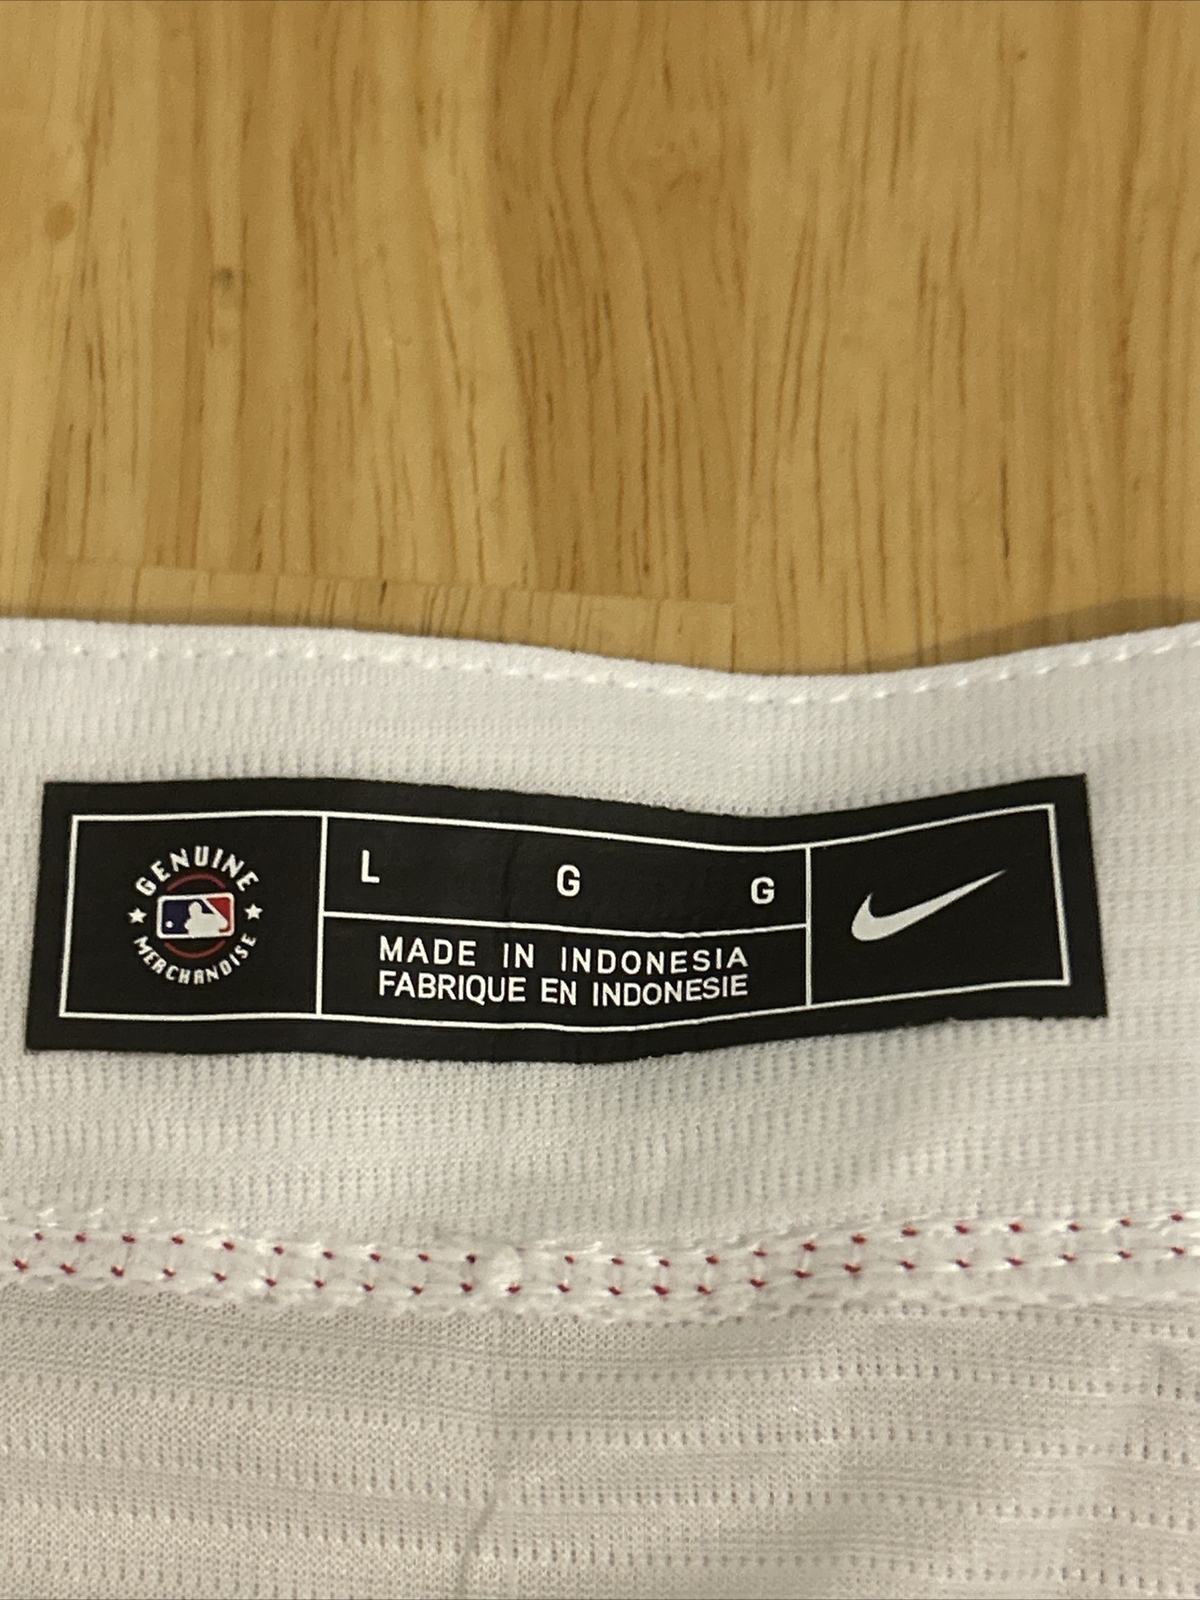 GENUINE
MERCHANDISE
L G G
MADE IN INDONESIA
FABRIQUE EN INDONESIE